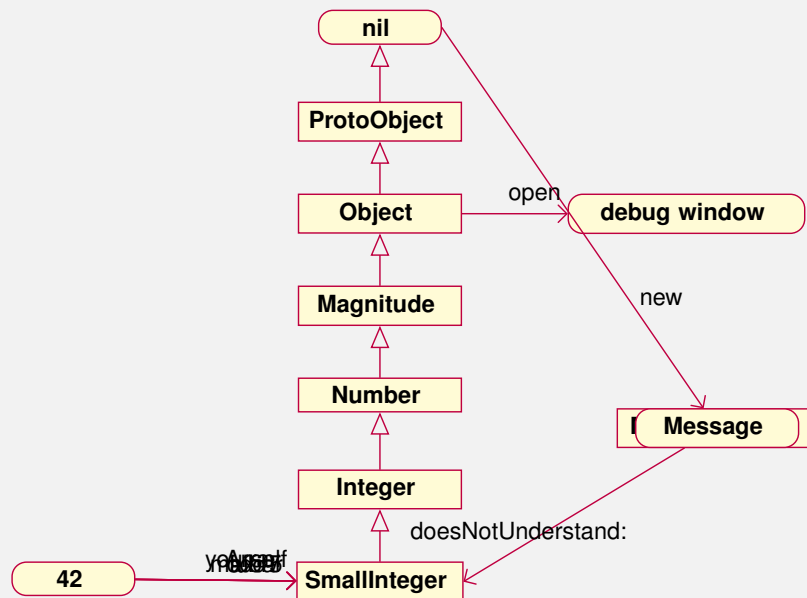 nil
ProtoObject
Object
open
debug window
Magnitude
new
Number
Message
Integer
doesNotUnderstand:
42
SmallInteger